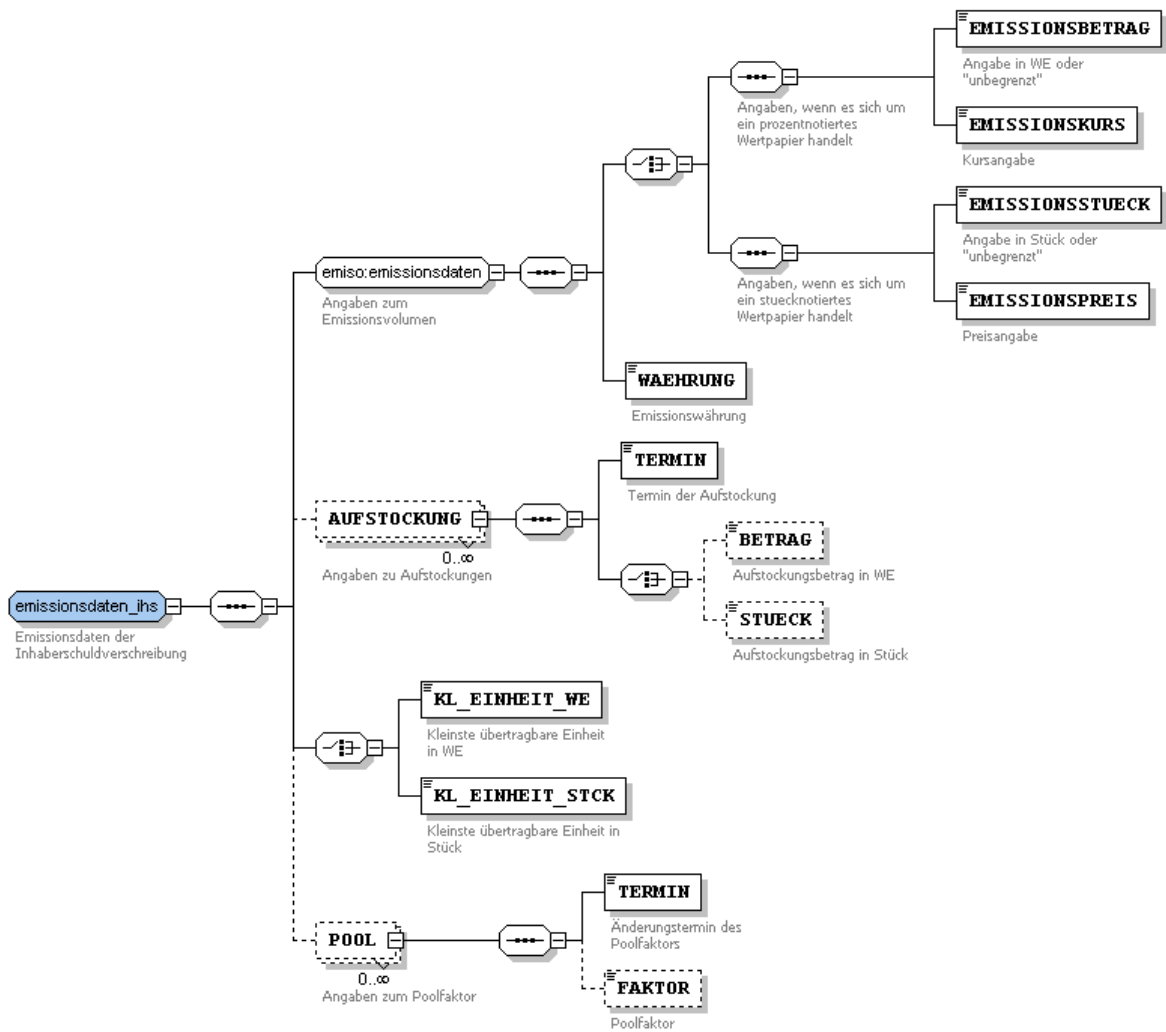 EMISSIONSBETRAG
Angabe in WE oder
"unbegrenzt"
Angaben, wenn es sich um
ein prozentnotiertes
Wertpapier handelt
EMISSIONSKURS
Kursangabe
EMISSIONSSTUECK
Angabe in Stück oder
"unbegrenzt"
Angaben, wenn es sich um
ein stuecknotiertes
Wertpapier handelt
EMISSIONSPREIS
Preisangabe
emiso:emissionsdaten
Angaben zum
Emissionsvolumen
WAEHRUNG
Emissionswährung
TERMIN
Termin der Aufstockung
AUFSTOCKUNG
0..∞
Angaben zu Aufstockungen
BETRAG
Aufstockungsbetrag in WE
STUECK
Aufstockungsbetrag in Stück
emissionsdaten_ihs
Emissionsdaten der
Inhaberschuldverschreibung
KL_EINHEIT_WE
Kleinste übertragbare Einheit
in WE
KL_EINHEIT_STCK
Kleinste übertragbare Einheit in
Stück
TERMIN
Änderungstermin des
Poolfaktors
POOL
0..∞
Angaben zum Poolfaktor
FAKTOR
Poolfaktor